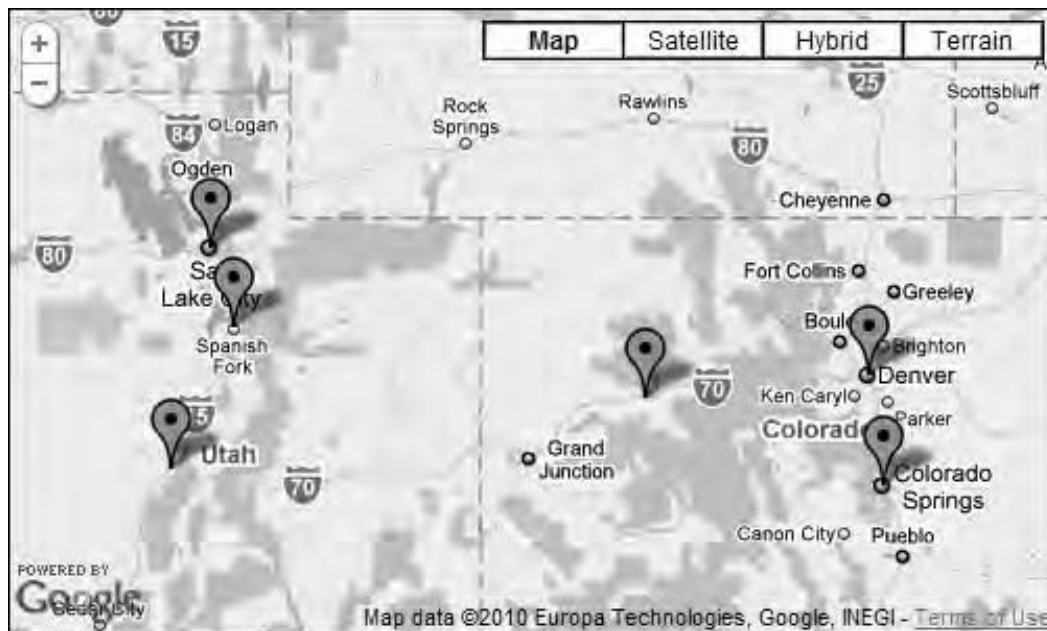 +
−
15
Map
Satellite
Hybrid
Terrain
25
Scottsbluff
Rock
Springs
Rawlins
84
Logan
80
Ogden
Cheyenne
80
Fort Collins
Greeley
Lake City
Brighton
Spanish
Fork
70
Denver
Ken Caryl
Parker
Utah
Grand
Junction
70
Colorado
Springs
Canon City
Pueblo
POWERED BY
Google
Map data ©2010 Europa Technologies, Google, INEGI - Terms of Use